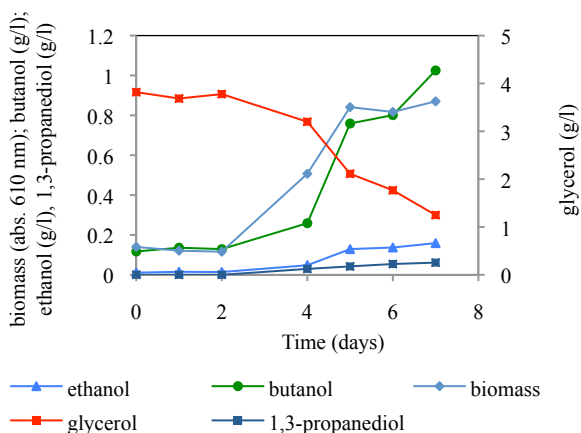 biomass (abs. 610 nm); butanol (g/l);
ethanol (g/l), 1,3-propanediol (g/l)
1.2
1
0.8
0.6
0.4
0.2
0
5
4
3
2
1
0
glycerol (g/l)
0 2 4 6 8
Time (days)
ethanol butanol biomass
glycerol 1,3-propanediol